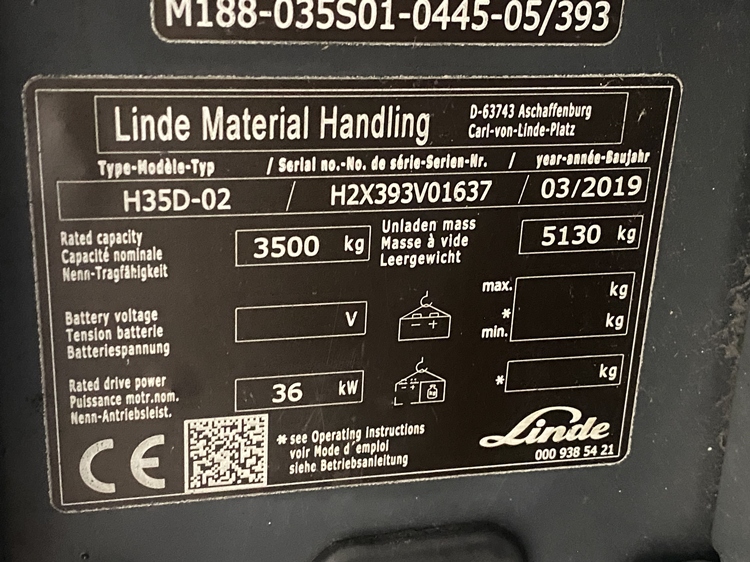 M188-035S01-0445-05/393
Linde Material Handling
D-63743 Aschaffenburg
Carl-von-Linde-Platz
Type-Modèle-Typ / Serial no.-No. de série-Serien-Nr. / year-année-Baujahr
H35D-02 / H2X393V01637 / 03/2019
Rated capacity
Capacité nominale
Nenn-Tragfähigkeit
3500 kg
Unladen mass
Masse à vide
Leergewicht
5130 kg
Battery voltage
Tension batterie
Batteriespannung
V
- +
max. kg
*
min. kg
Rated drive power
Puissance motr.nom.
Nenn-Antriebsleist.
36 kW
* kg
CE
* see Operating instructions
voir Mode d'emploi
siehe Betriebsanleitung
Linde
000 938 54 21